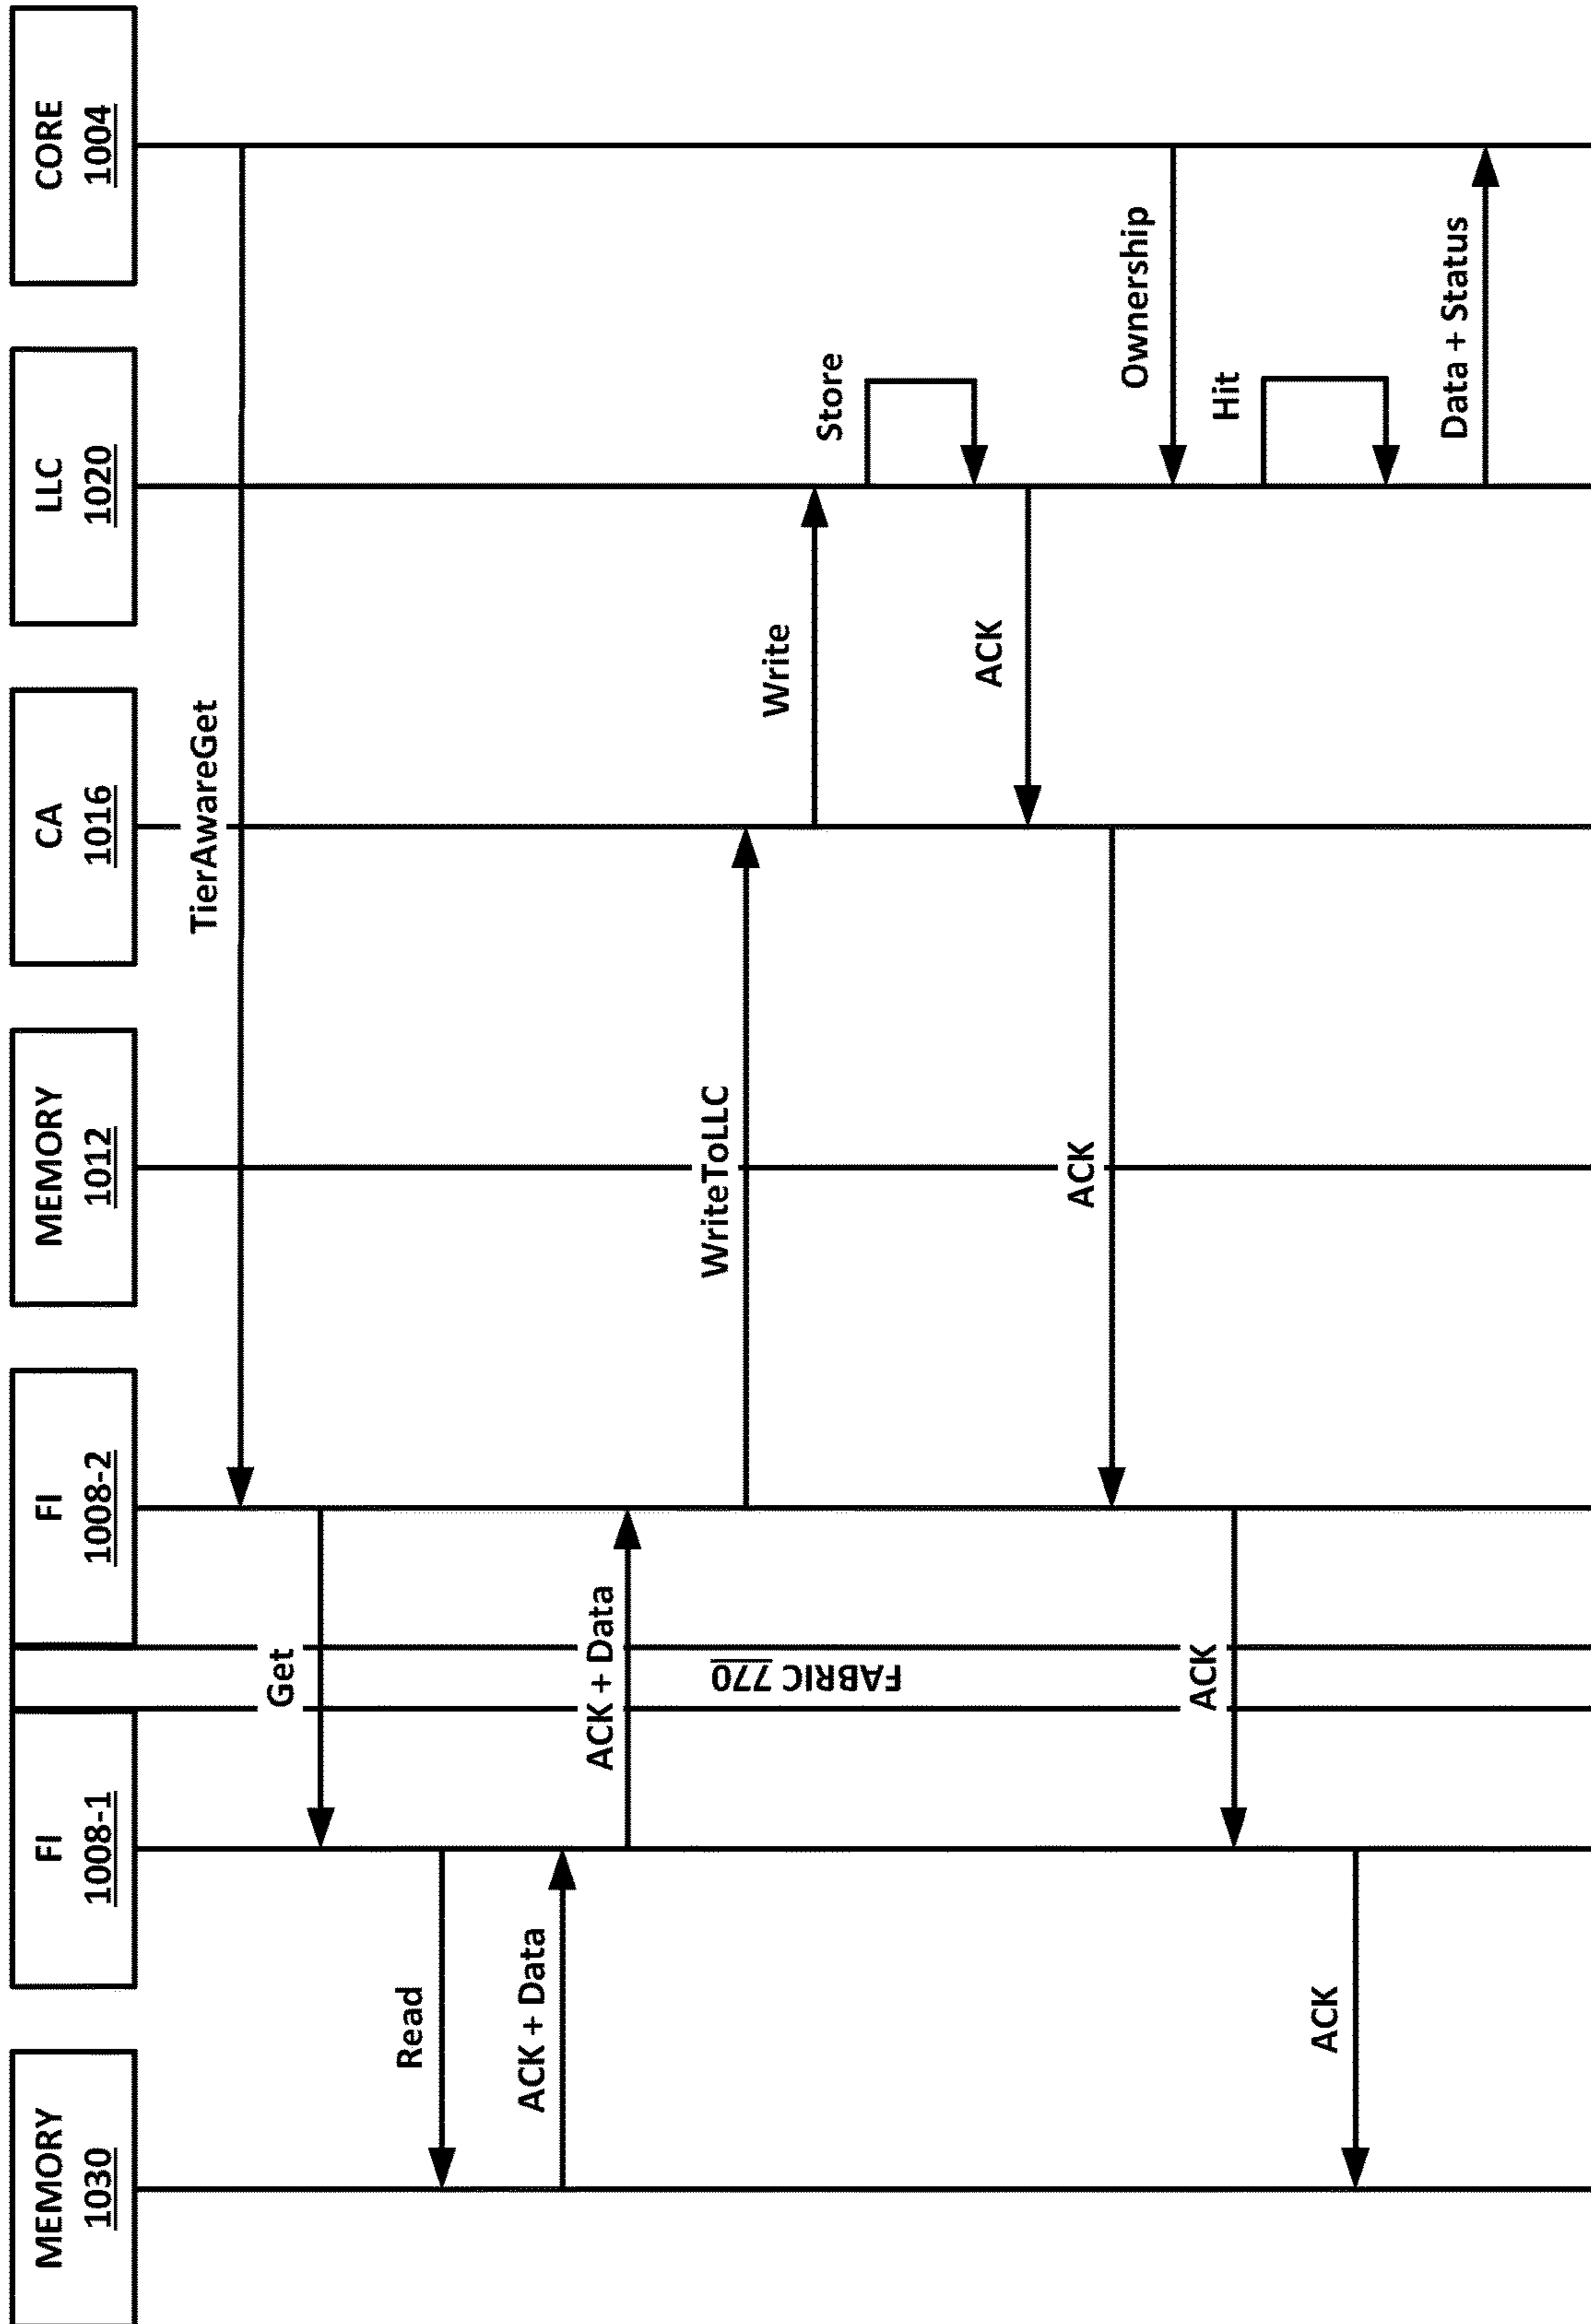 MEMORY
1030
FI
1008-1
FI
1008-2
MEMORY
1012
CA
1016
LLC
1020
CORE
1004
TierAwareGet
Get
Read
ACK + Data
ACK + Data
FABRIC 770
WriteToLLC
Write
Store
ACK
ACK
Ownership
ACK
Hit
ACK
Data + Status